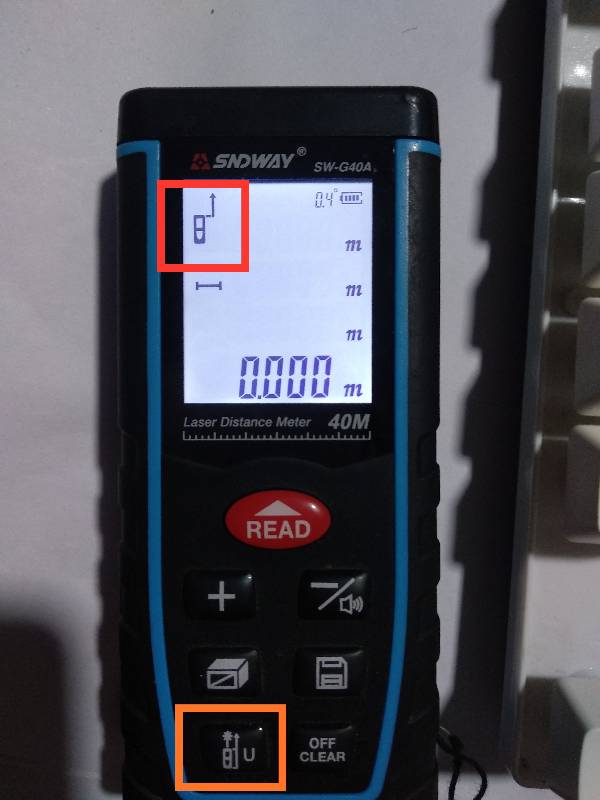 SNDWAY®
SW-G40A
0.4°
m
m
m
0.000 m
Laser Distance Meter 40M
READ
U
OFF
CLEAR